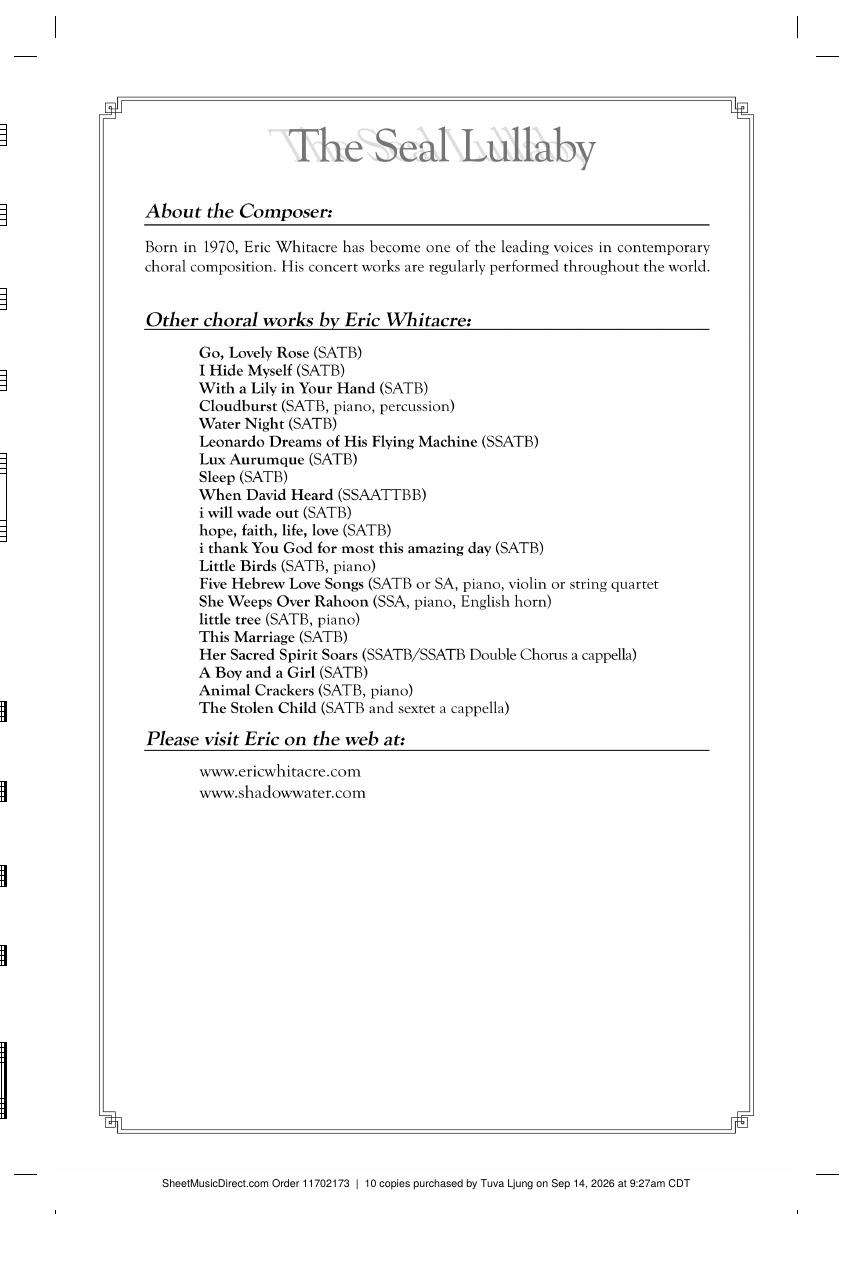 The Seal Lullaby
About the Composer:
Born in 1970, Eric Whitacre has become one of the leading voices in contemporary
choral composition. His concert works are regularly performed throughout the world.
Other choral works by Eric Whitacre:
Go, Lovely Rose (SATB)
I Hide Myself (SATB)
With a Lily in Your Hand (SATB)
Cloudburst (SATB, piano, percussion)
Water Night (SATB)
Leonardo Dreams of His Flying Machine (SSATB)
Lux Aurumque (SATB)
Sleep (SATB)
When David Heard (SSAATTBB)
i will wade out (SATB)
hope, faith, life, love (SATB)
i thank You God for most this amazing day (SATB)
Little Birds (SATB, piano)
Five Hebrew Love Songs (SATB or SA, piano, violin or string quartet
She Weeps Over Rahoon (SSA, piano, English horn)
little tree (SATB, piano)
This Marriage (SATB)
Her Sacred Spirit Soars (SSATB/SSATB Double Chorus a cappella)
A Boy and a Girl (SATB)
Animal Crackers (SATB, piano)
The Stolen Child (SATB and sextet a cappella)
Please visit Eric on the web at:
www.ericwhitacre.com
www.shadowwater.com
SheetMusicDirect.com Order 11702173 | 10 copies purchased by Tuva Ljung on Sep 14, 2026 at 9:27am CDT